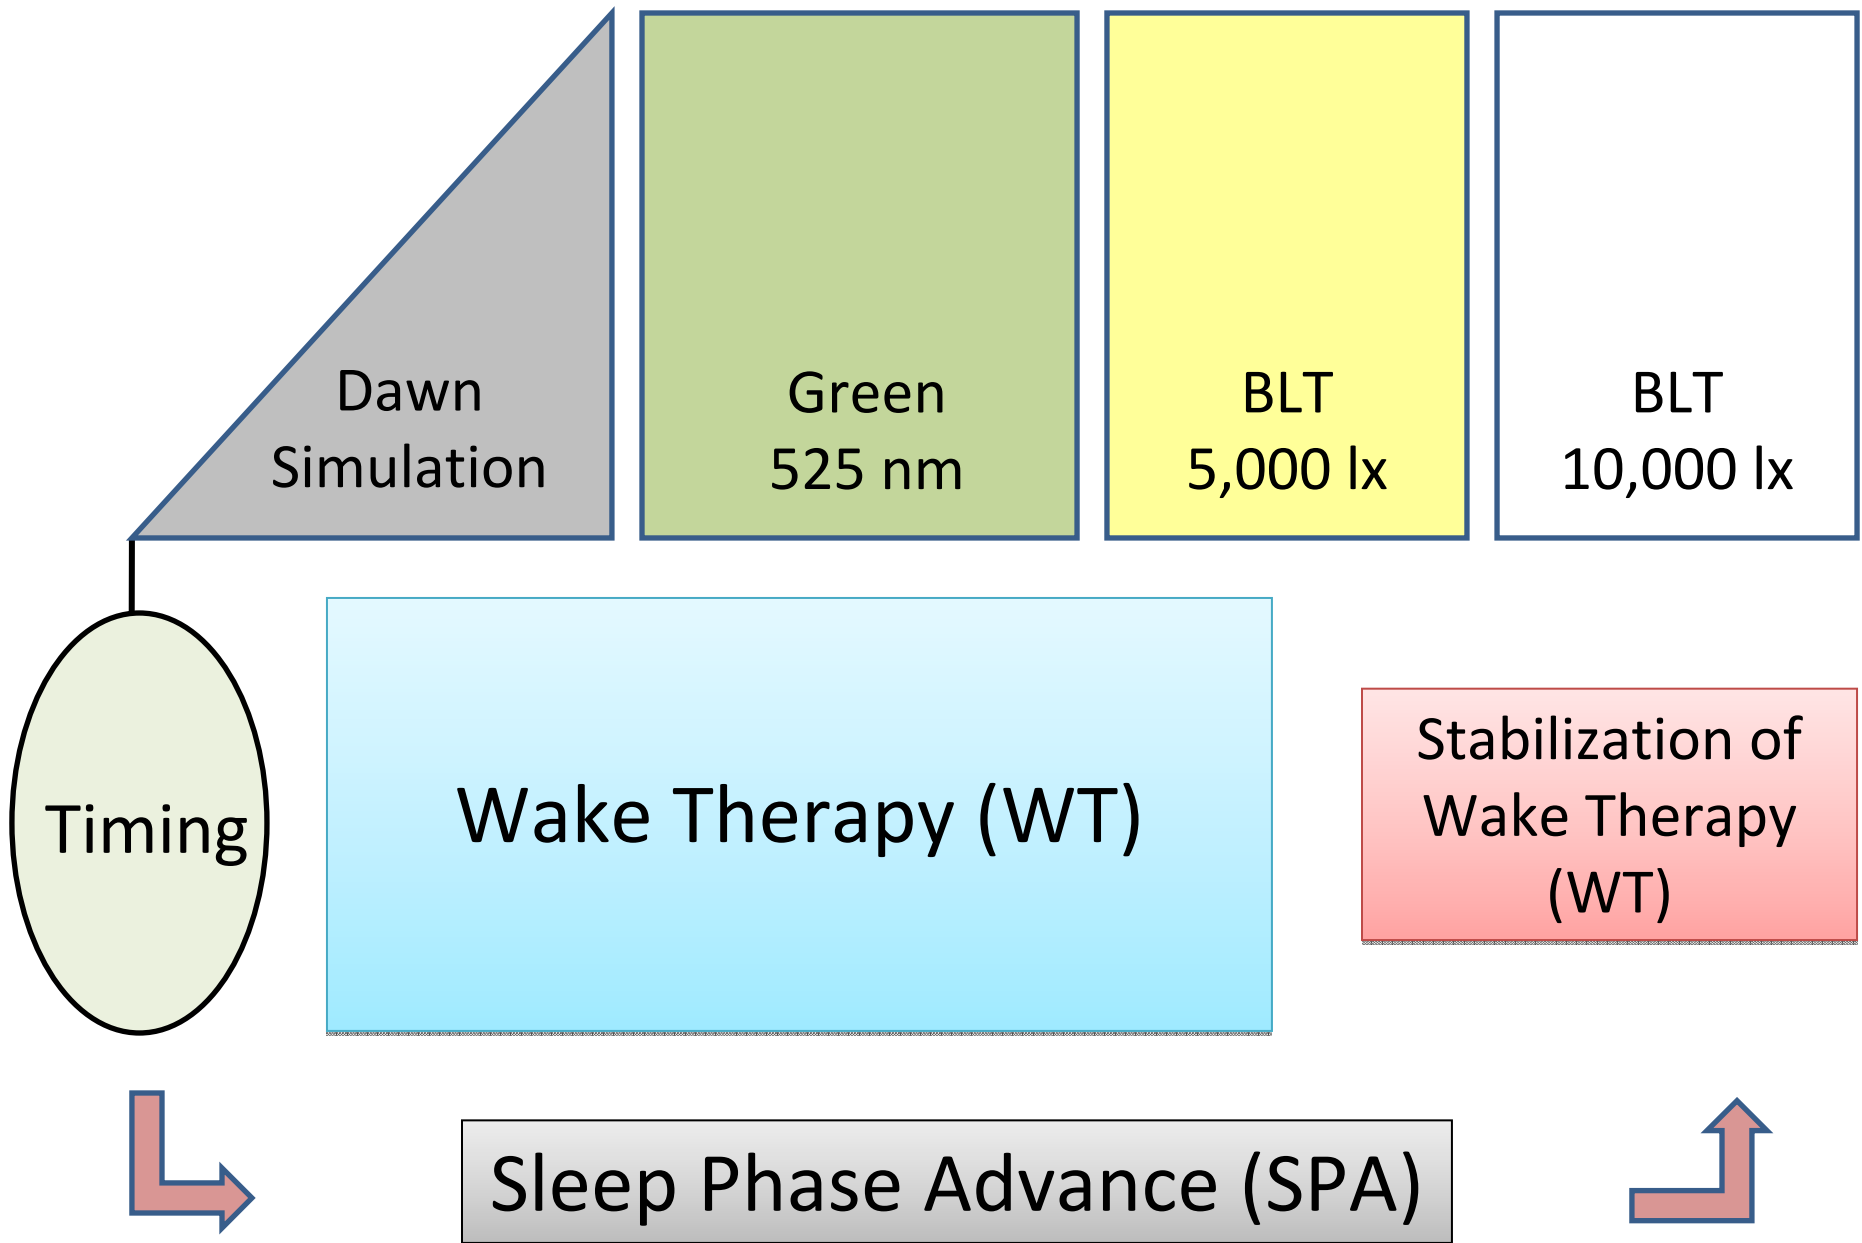 Dawn
Simulation
Green
525 nm
BLT
5,000 lx
BLT
10,000 lx
Timing
Wake Therapy (WT)
Stabilization of
Wake Therapy
(WT)
Sleep Phase Advance (SPA)